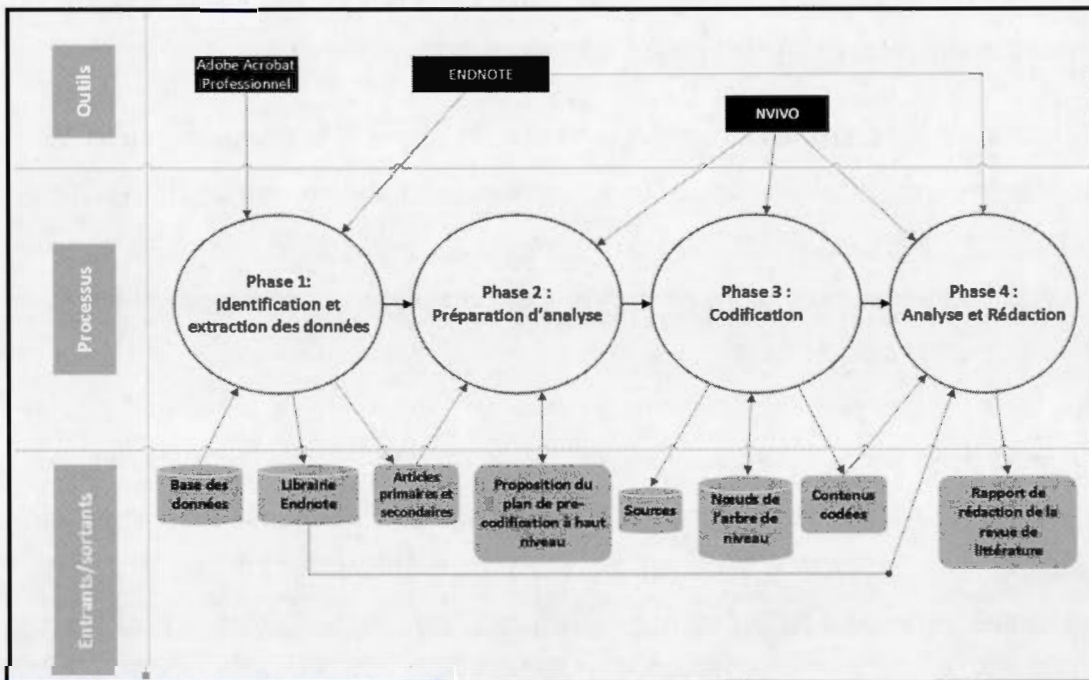 Outils
Adobe Acrobat
Professionnel
ENDNOTE
NVIVO
Processus
Phase 1:
Identification et
extraction des données
Phase 2 :
Préparation d'analyse
Phase 3 :
Codification
Phase 4 :
Analyse et Rédaction
Entrants/sortants
Base des
données
Librairie
Endnote
Articles
primaires et
secondaires
Proposition du
plan de pré-
codification à haut
niveau
Sources
Nœuds de
l'arbre de
niveau
Contenus
codées
Rapport de
rédaction de la
revue de
littérature